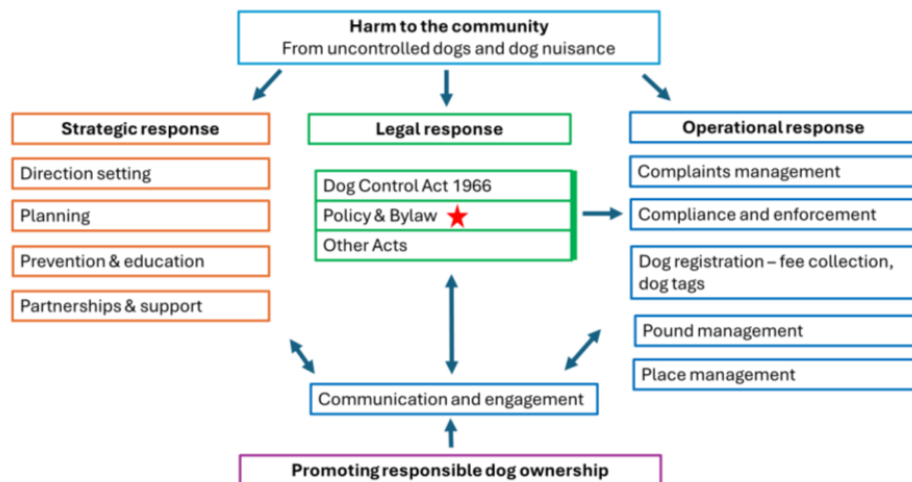 Harm to the community
From uncontrolled dogs and dog nuisance
Strategic response
Direction setting
Planning
Prevention & education
Partnerships & support
Legal response
Dog Control Act 1966
Policy & Bylaw
Other Acts
Operational response
Complaints management
Compliance and enforcement
Dog registration – fee collection,
dog tags
Pound management
Place management
Communication and engagement
Promoting responsible dog ownership